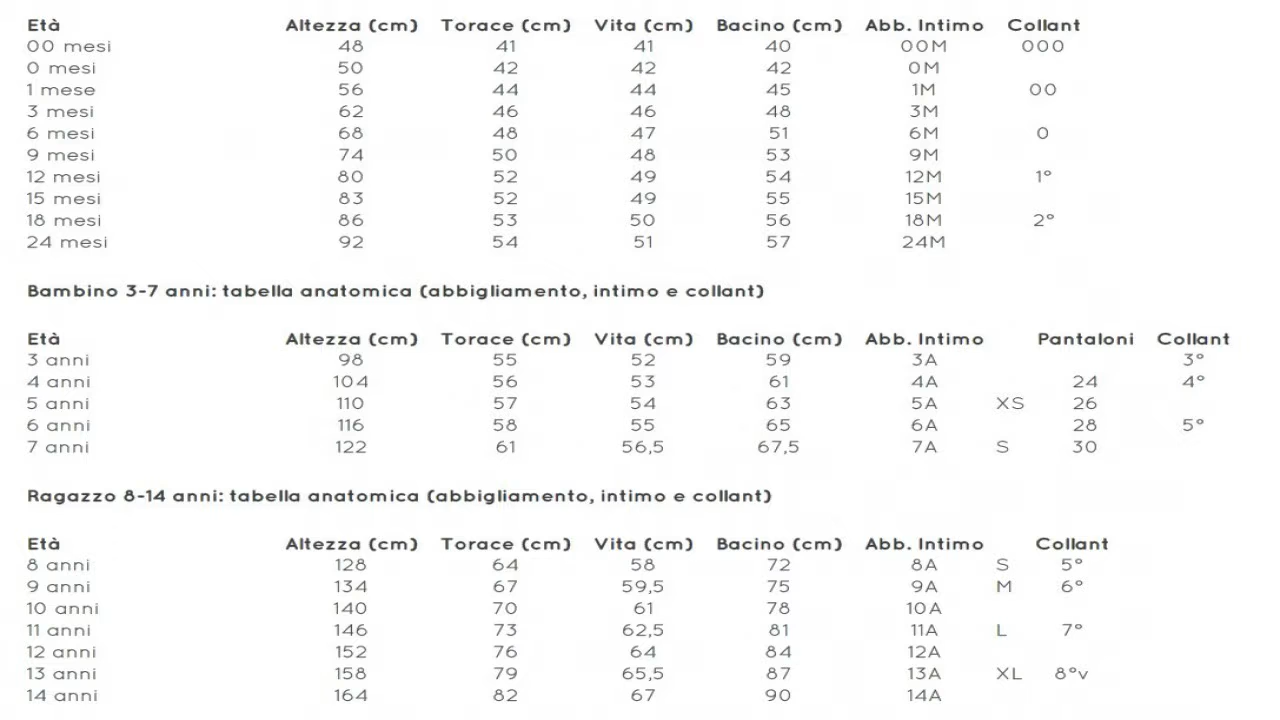 Età Altezza (cm) Torace (cm) Vita (cm) Bacino (cm) Abb. Intimo Collant
00 mesi 48 41 41 40 00M 000
0 mesi 50 42 42 42 0M
1 mese 56 44 44 45 1M 00
3 mesi 62 46 46 48 3M
6 mesi 68 48 47 51 6M 0
9 mesi 74 50 48 53 9M
12 mesi 80 52 49 54 12M 1°
15 mesi 83 52 49 55 15M
18 mesi 86 53 50 56 18M 2°
24 mesi 92 54 51 57 24M
Bambino 3-7 anni: tabella anatomica (abbigliamento, intimo e collant)
Età Altezza (cm) Torace (cm) Vita (cm) Bacino (cm) Abb. Intimo Pantaloni Collant
3 anni 98 55 52 59 3A 3°
4 anni 104 56 53 61 4A 24 4°
5 anni 110 57 54 63 5A XS 26
6 anni 116 58 55 65 6A 28 5°
7 anni 122 61 56,5 67,5 7A S 30
Ragazzo 8-14 anni: tabella anatomica (abbigliamento, intimo e collant)
Età Altezza (cm) Torace (cm) Vita (cm) Bacino (cm) Abb. Intimo Collant
8 anni 128 64 58 72 8A S 5°
9 anni 134 67 59,5 75 9A M 6°
10 anni 140 70 61 78 10A
11 anni 146 73 62,5 81 11A L 7°
12 anni 152 76 64 84 12A
13 anni 158 79 65,5 87 13A XL 8°v
14 anni 164 82 67 90 14A